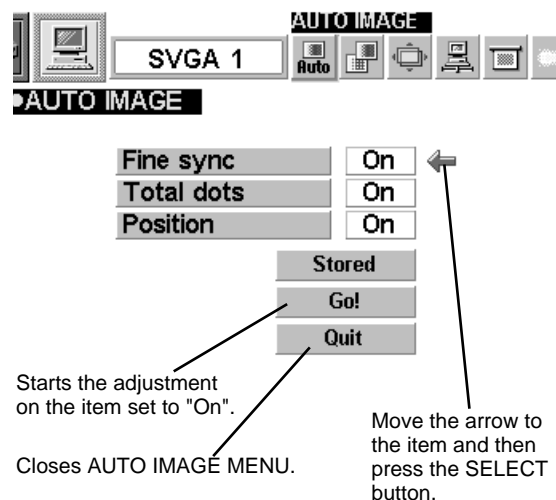 AUTO IMAGE
SVGA 1
Auto
●AUTO IMAGE
Fine sync On
Total dots On
Position On
Stored
Go!
Quit
Starts the adjustment
on the item set to "On".
Closes AUTO IMAGE MENU.
Move the arrow to
the item and then
press the SELECT
button.